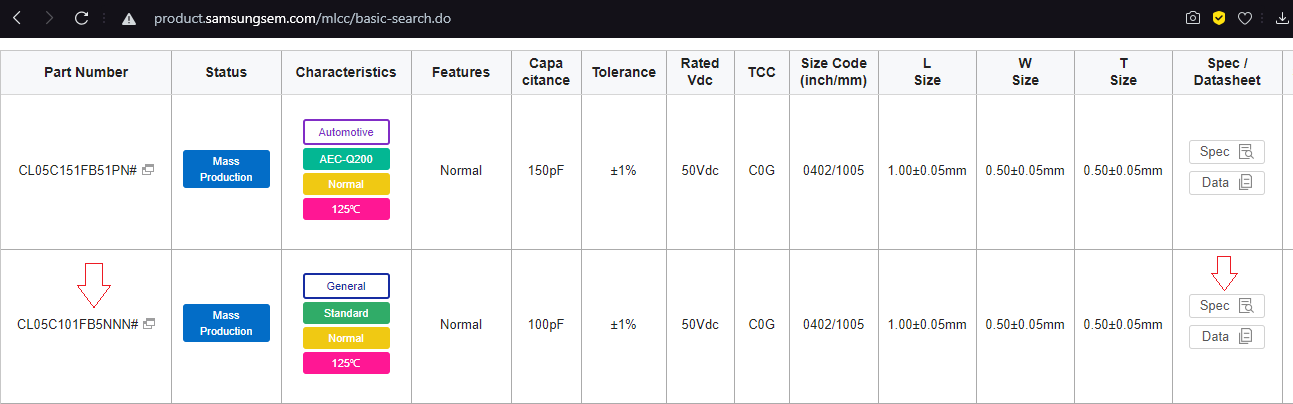 product.samsungsem.com/mlcc/basic-search.do
Part Number
Status
Characteristics
Features
Capa
citance
Tolerance
Rated
Vdc
TCC
Size Code
(inch/mm)
L
Size
W
Size
T
Size
Spec /
Datasheet
CL05C151FB51PN#
Mass
Production
Automotive
AEC-Q200
Normal
125℃
Normal
150pF
±1%
50Vdc
C0G
0402/1005
1.00±0.05mm
0.50±0.05mm
0.50±0.05mm
Spec
Data
CL05C101FB5NNN#
Mass
Production
General
Standard
Normal
125℃
Normal
100pF
±1%
50Vdc
C0G
0402/1005
1.00±0.05mm
0.50±0.05mm
0.50±0.05mm
Spec
Data